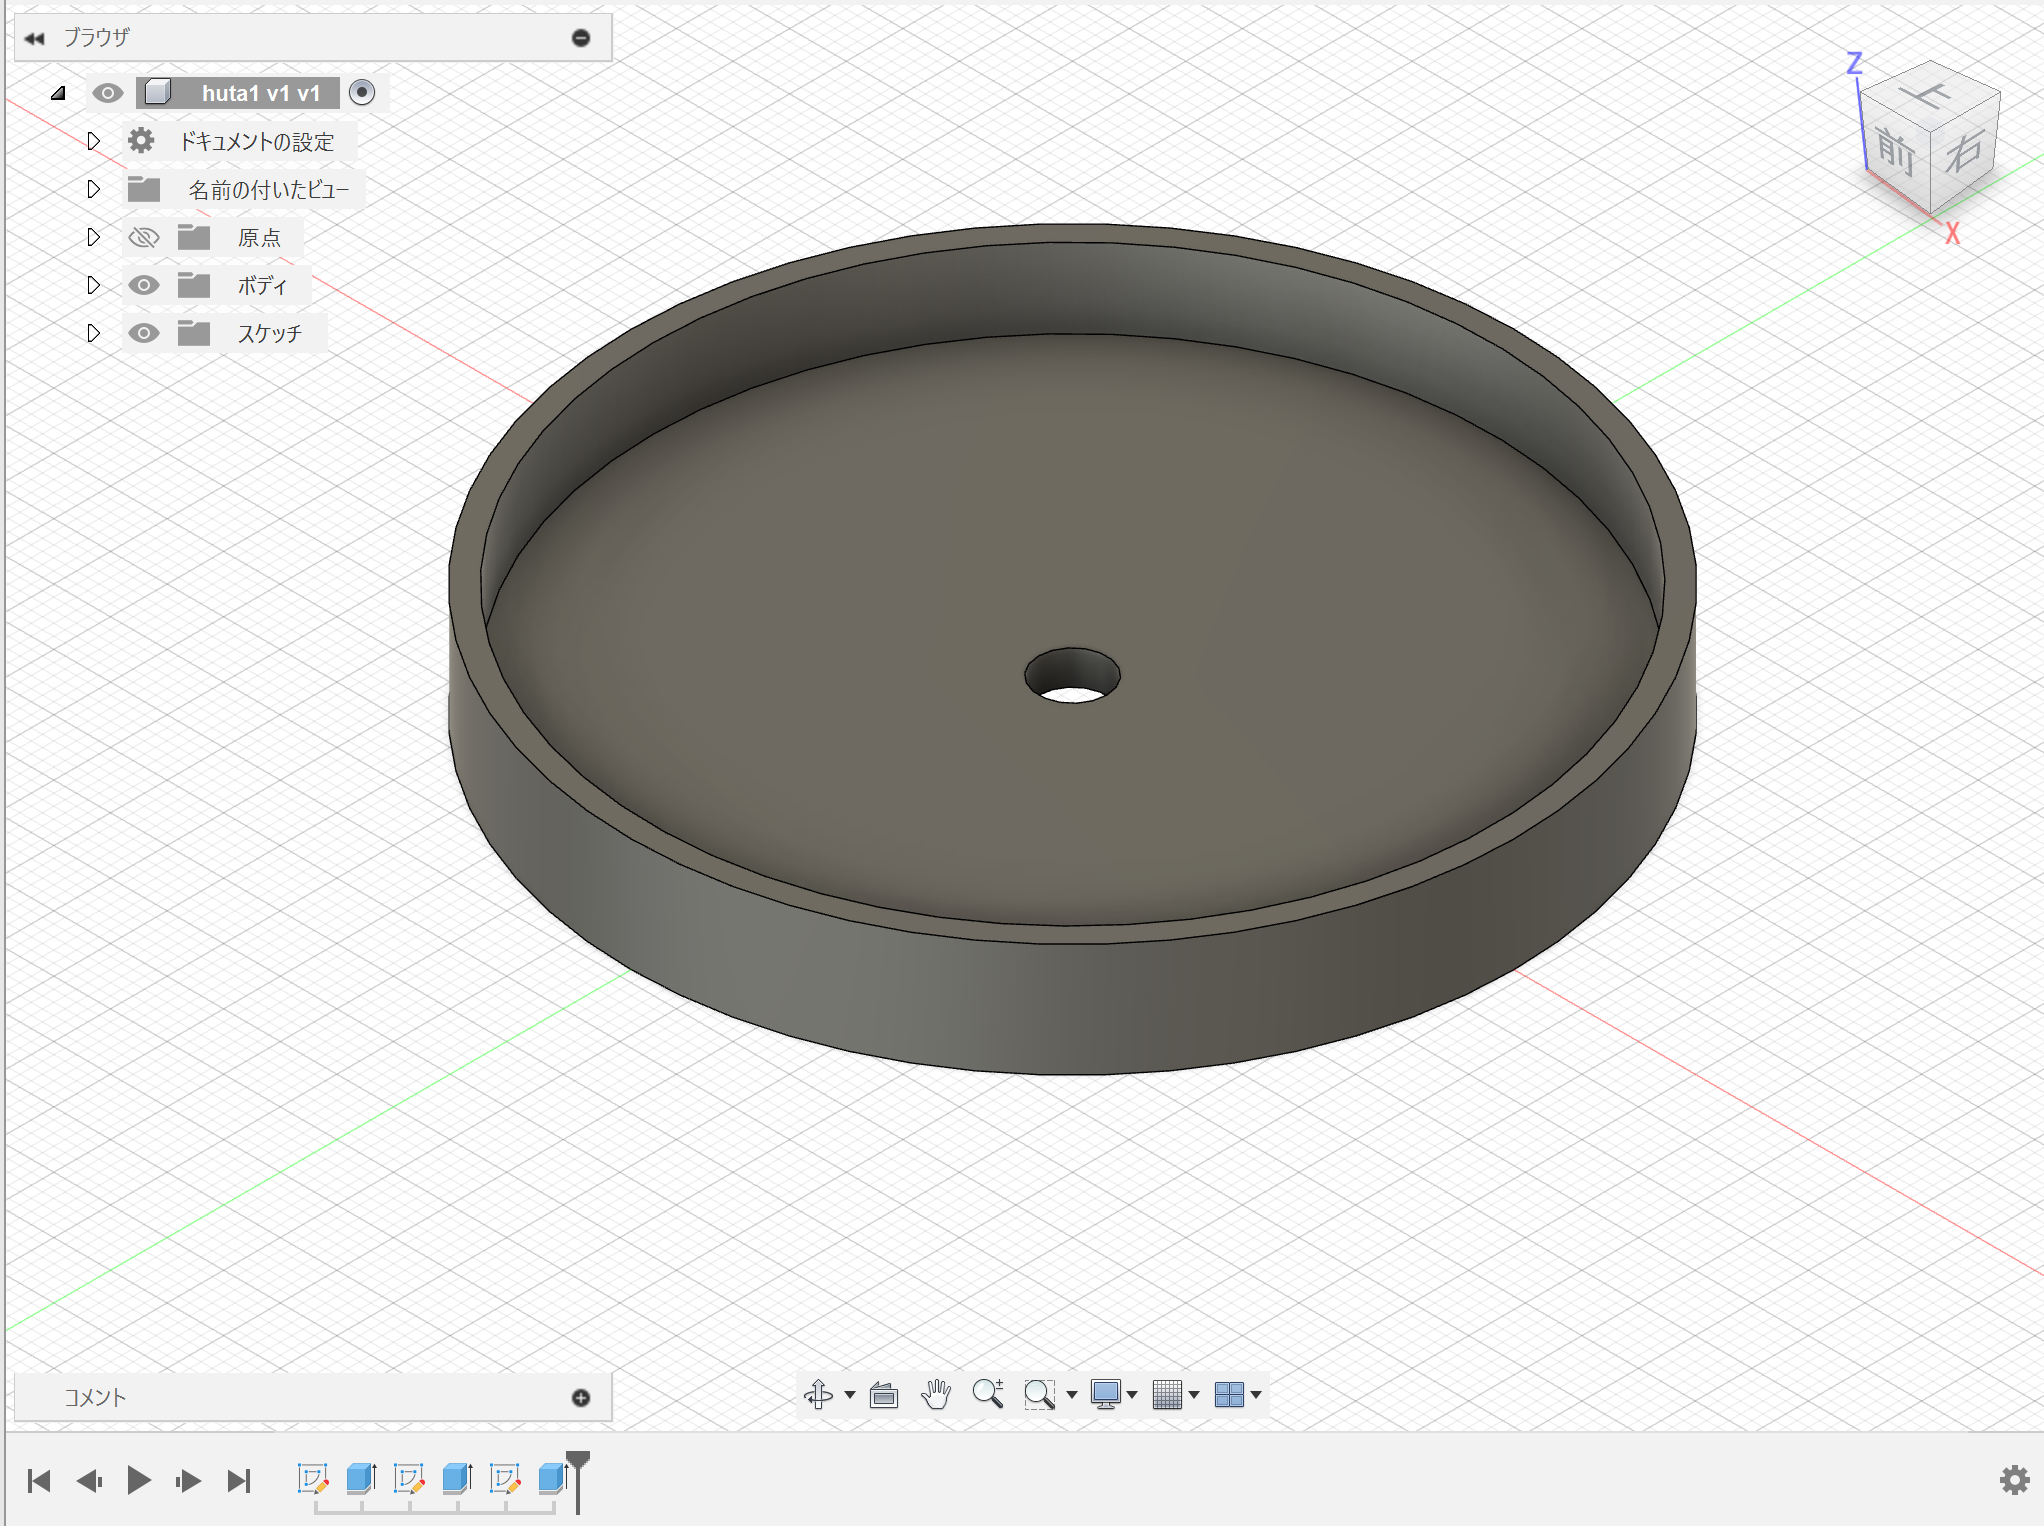 ブラウザ
huta1 v1 v1
ドキュメントの設定
名前の付いたビュー
原点
ボディ
スケッチ
Z
上
前
右
X
コメント